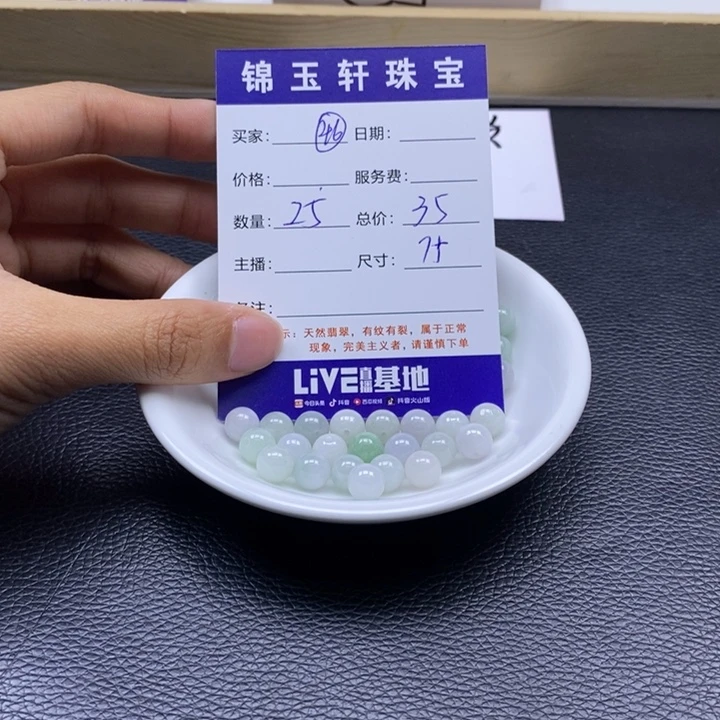 锦玉轩珠宝
买家: 246 日期:
价格: 服务费:
数量: 25 总价: 35
主播: 尺寸: 7+
备注:
示: 天然翡翠，有纹有裂，属于正常
现象，完美主义者，请谨慎下单
LiVE直播基地
今日头条 抖音 西瓜视频 抖音火山版